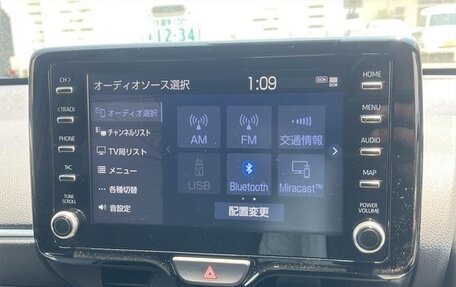 12-34
オーディオソース選択
1:09
DCM
CH >
< TRACK
PHONE
TUNE
SCROLL
オーディオ選択
チャンネルリスト
TV局リスト
メニュー
各種切替
音設定
AM
FM
交通情報
USB
Bluetooth
Miracast™
配置変更
HOME
MENU
AUDIO
MAP
POWER
VOLUME